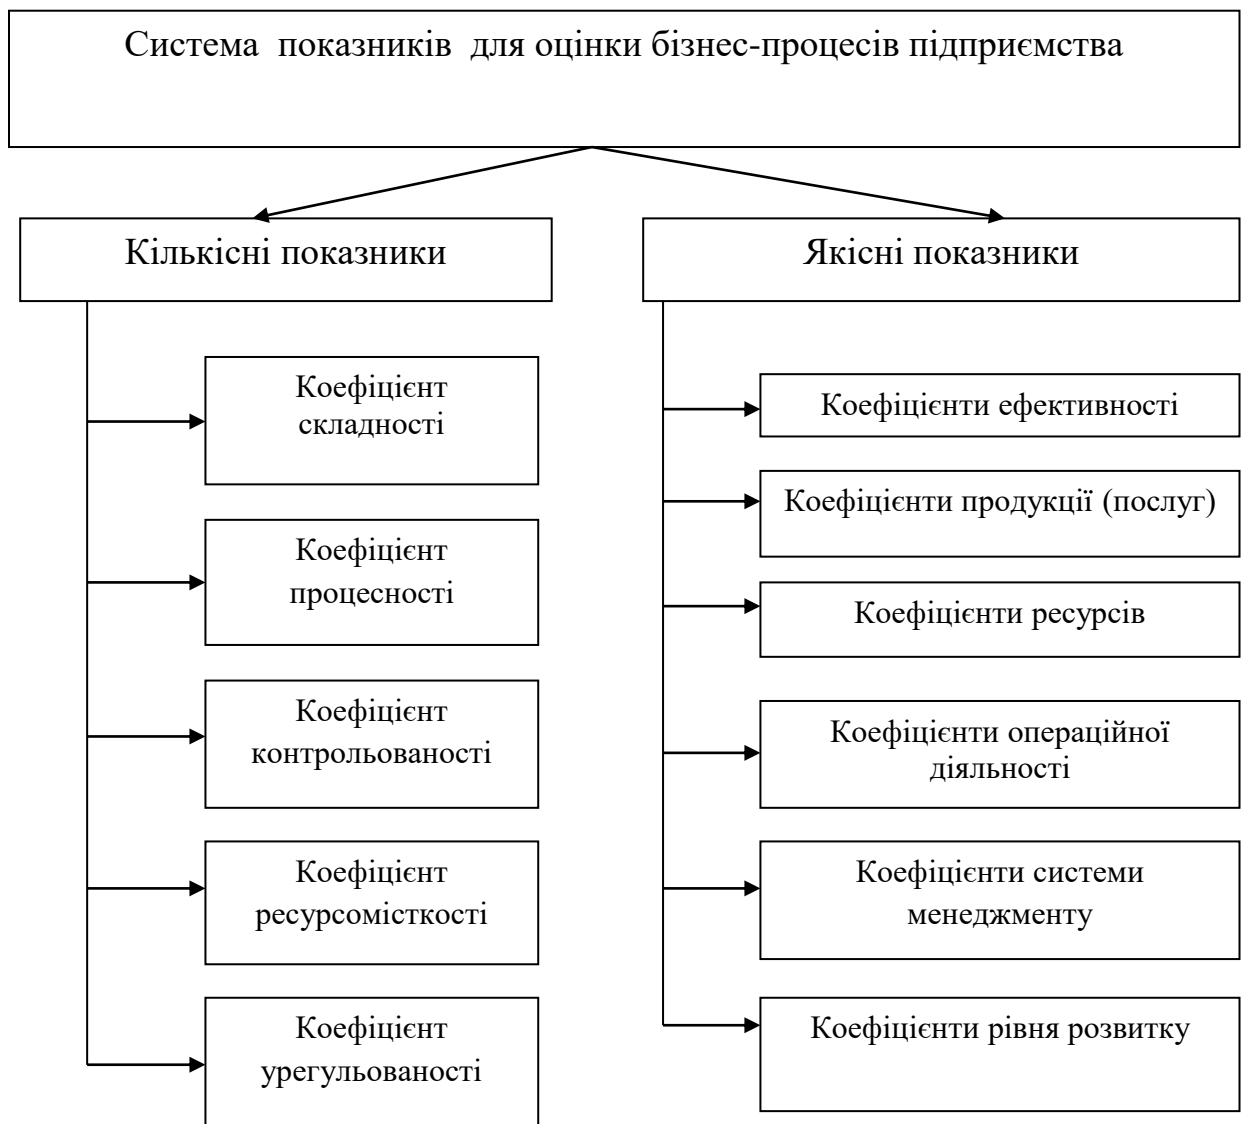 Система показників для оцінки бізнес-процесів підприємства
Кількісні показники
Коефіцієнт
складності
Коефіцієнт
процесності
Коефіцієнт
контрольованості
Коефіцієнт
ресурсомісткості
Коефіцієнт
урегульованості
Якісні показники
Коефіцієнти ефективності
Коефіцієнти продукції (послуг)
Коефіцієнти ресурсів
Коефіцієнти операційної
діяльності
Коефіцієнти системи
менеджменту
Коефіцієнти рівня розвитку